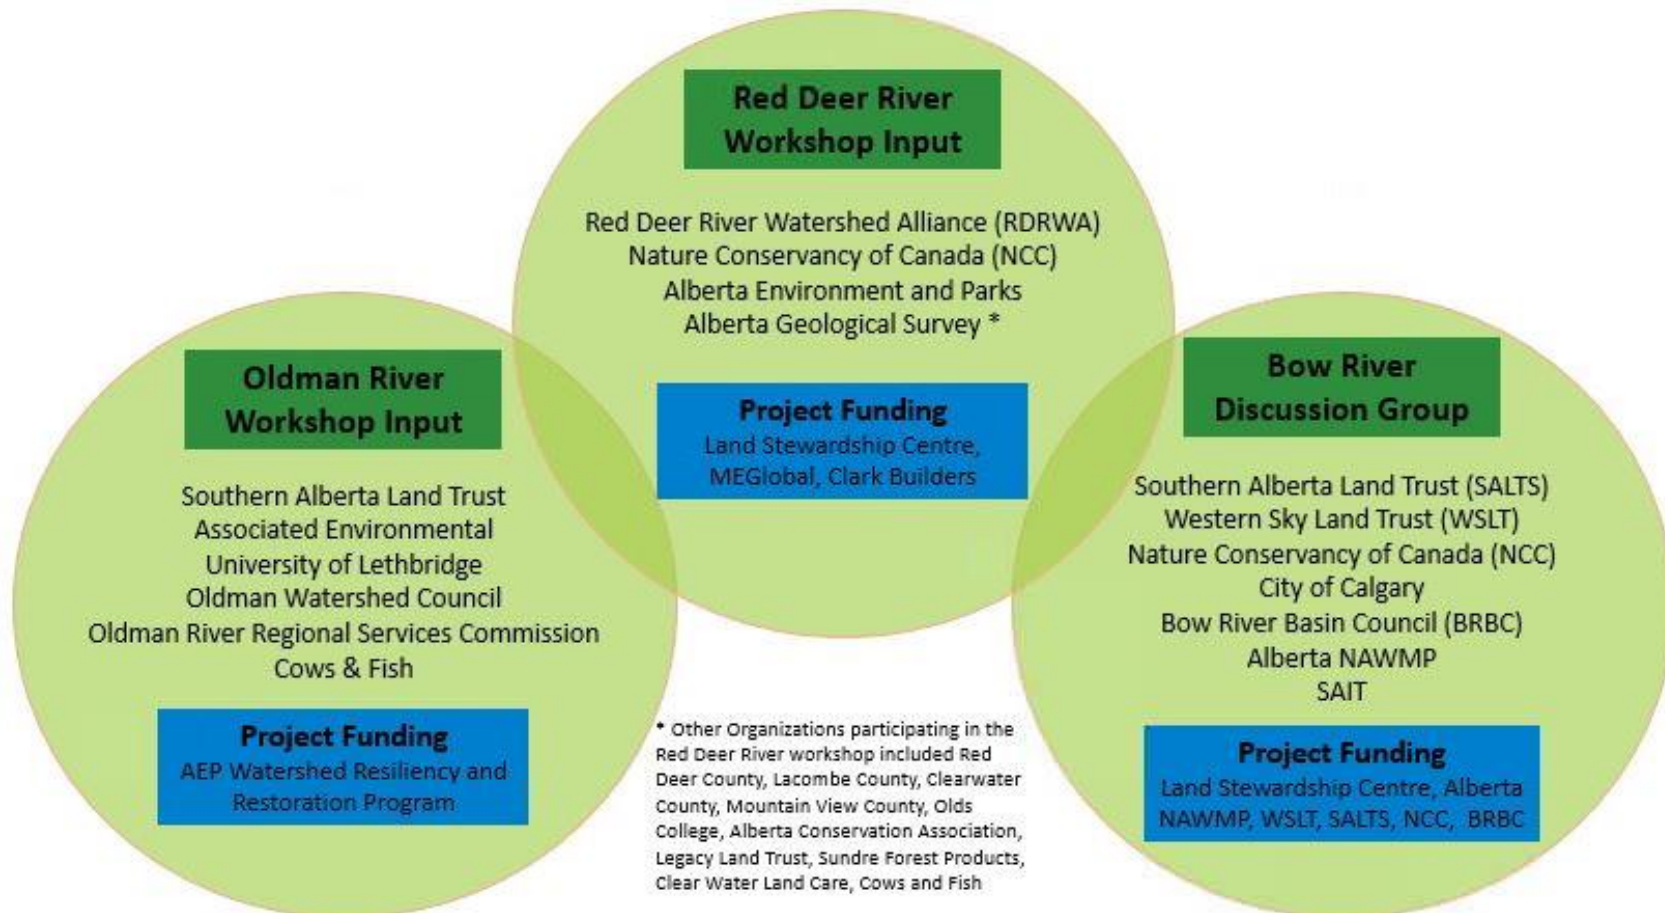 Red Deer River
Workshop Input
Red Deer River Watershed Alliance (RDRWA)
Nature Conservancy of Canada (NCC)
Alberta Environment and Parks
Alberta Geological Survey *
Project Funding
Land Stewardship Centre,
MEGlobal, Clark Builders
Oldman River
Workshop Input
Southern Alberta Land Trust
Associated Environmental
University of Lethbridge
Oldman Watershed Council
Oldman River Regional Services Commission
Cows & Fish
Project Funding
AEP Watershed Resiliency and
Restoration Program
Bow River
Discussion Group
Southern Alberta Land Trust (SALTS)
Western Sky Land Trust (WSLT)
Nature Conservancy of Canada (NCC)
City of Calgary
Bow River Basin Council (BRBC)
Alberta NAWMP
SAIT
Project Funding
Land Stewardship Centre, Alberta
NAWMP, WSLT, SALTS, NCC, BRBC
* Other Organizations participating in the
Red Deer River workshop included Red
Deer County, Lacombe County, Clearwater
County, Mountain View County, Olds
College, Alberta Conservation Association,
Legacy Land Trust, Sundre Forest Products,
Clear Water Land Care, Cows and Fish